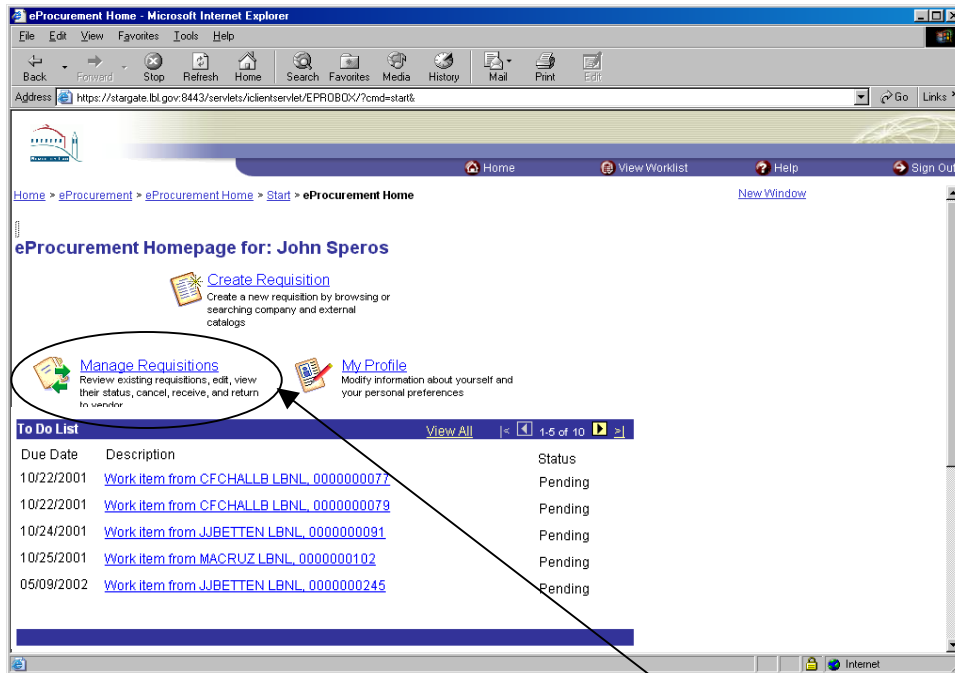 eProcurement Home - Microsoft Internet Explorer
File Edit View Favorites Tools Help
Back Forward Stop Refresh Home Search Favorites Media History Mail Print Edit
Address https://stargate.lbl.gov:8443/servlets/iclientservlet/EPROBOX/?cmd=start& Go Links
Home View Worklist Help Sign Out
Home > eProcurement > eProcurement Home > Start > eProcurement Home New Window
eProcurement Homepage for: John Speros
Create Requisition
Create a new requisition by browsing or
searching company and external
catalogs
Manage Requisitions
Review existing requisitions, edit, view
their status, cancel, receive, and return
to vendor
My Profile
Modify information about yourself and
your personal preferences
To Do List View All |< 1-5 of 10 >|
Due Date Description Status
10/22/2001 Work item from CFCHALLB LBNL, 0000000077 Pending
10/22/2001 Work item from CFCHALLB LBNL, 0000000079 Pending
10/24/2001 Work item from JJBETTEN LBNL, 0000000091 Pending
10/25/2001 Work item from MACRUZ LBNL, 0000000102 Pending
05/09/2002 Work item from JJBETTEN LBNL, 0000000245 Pending
Internet